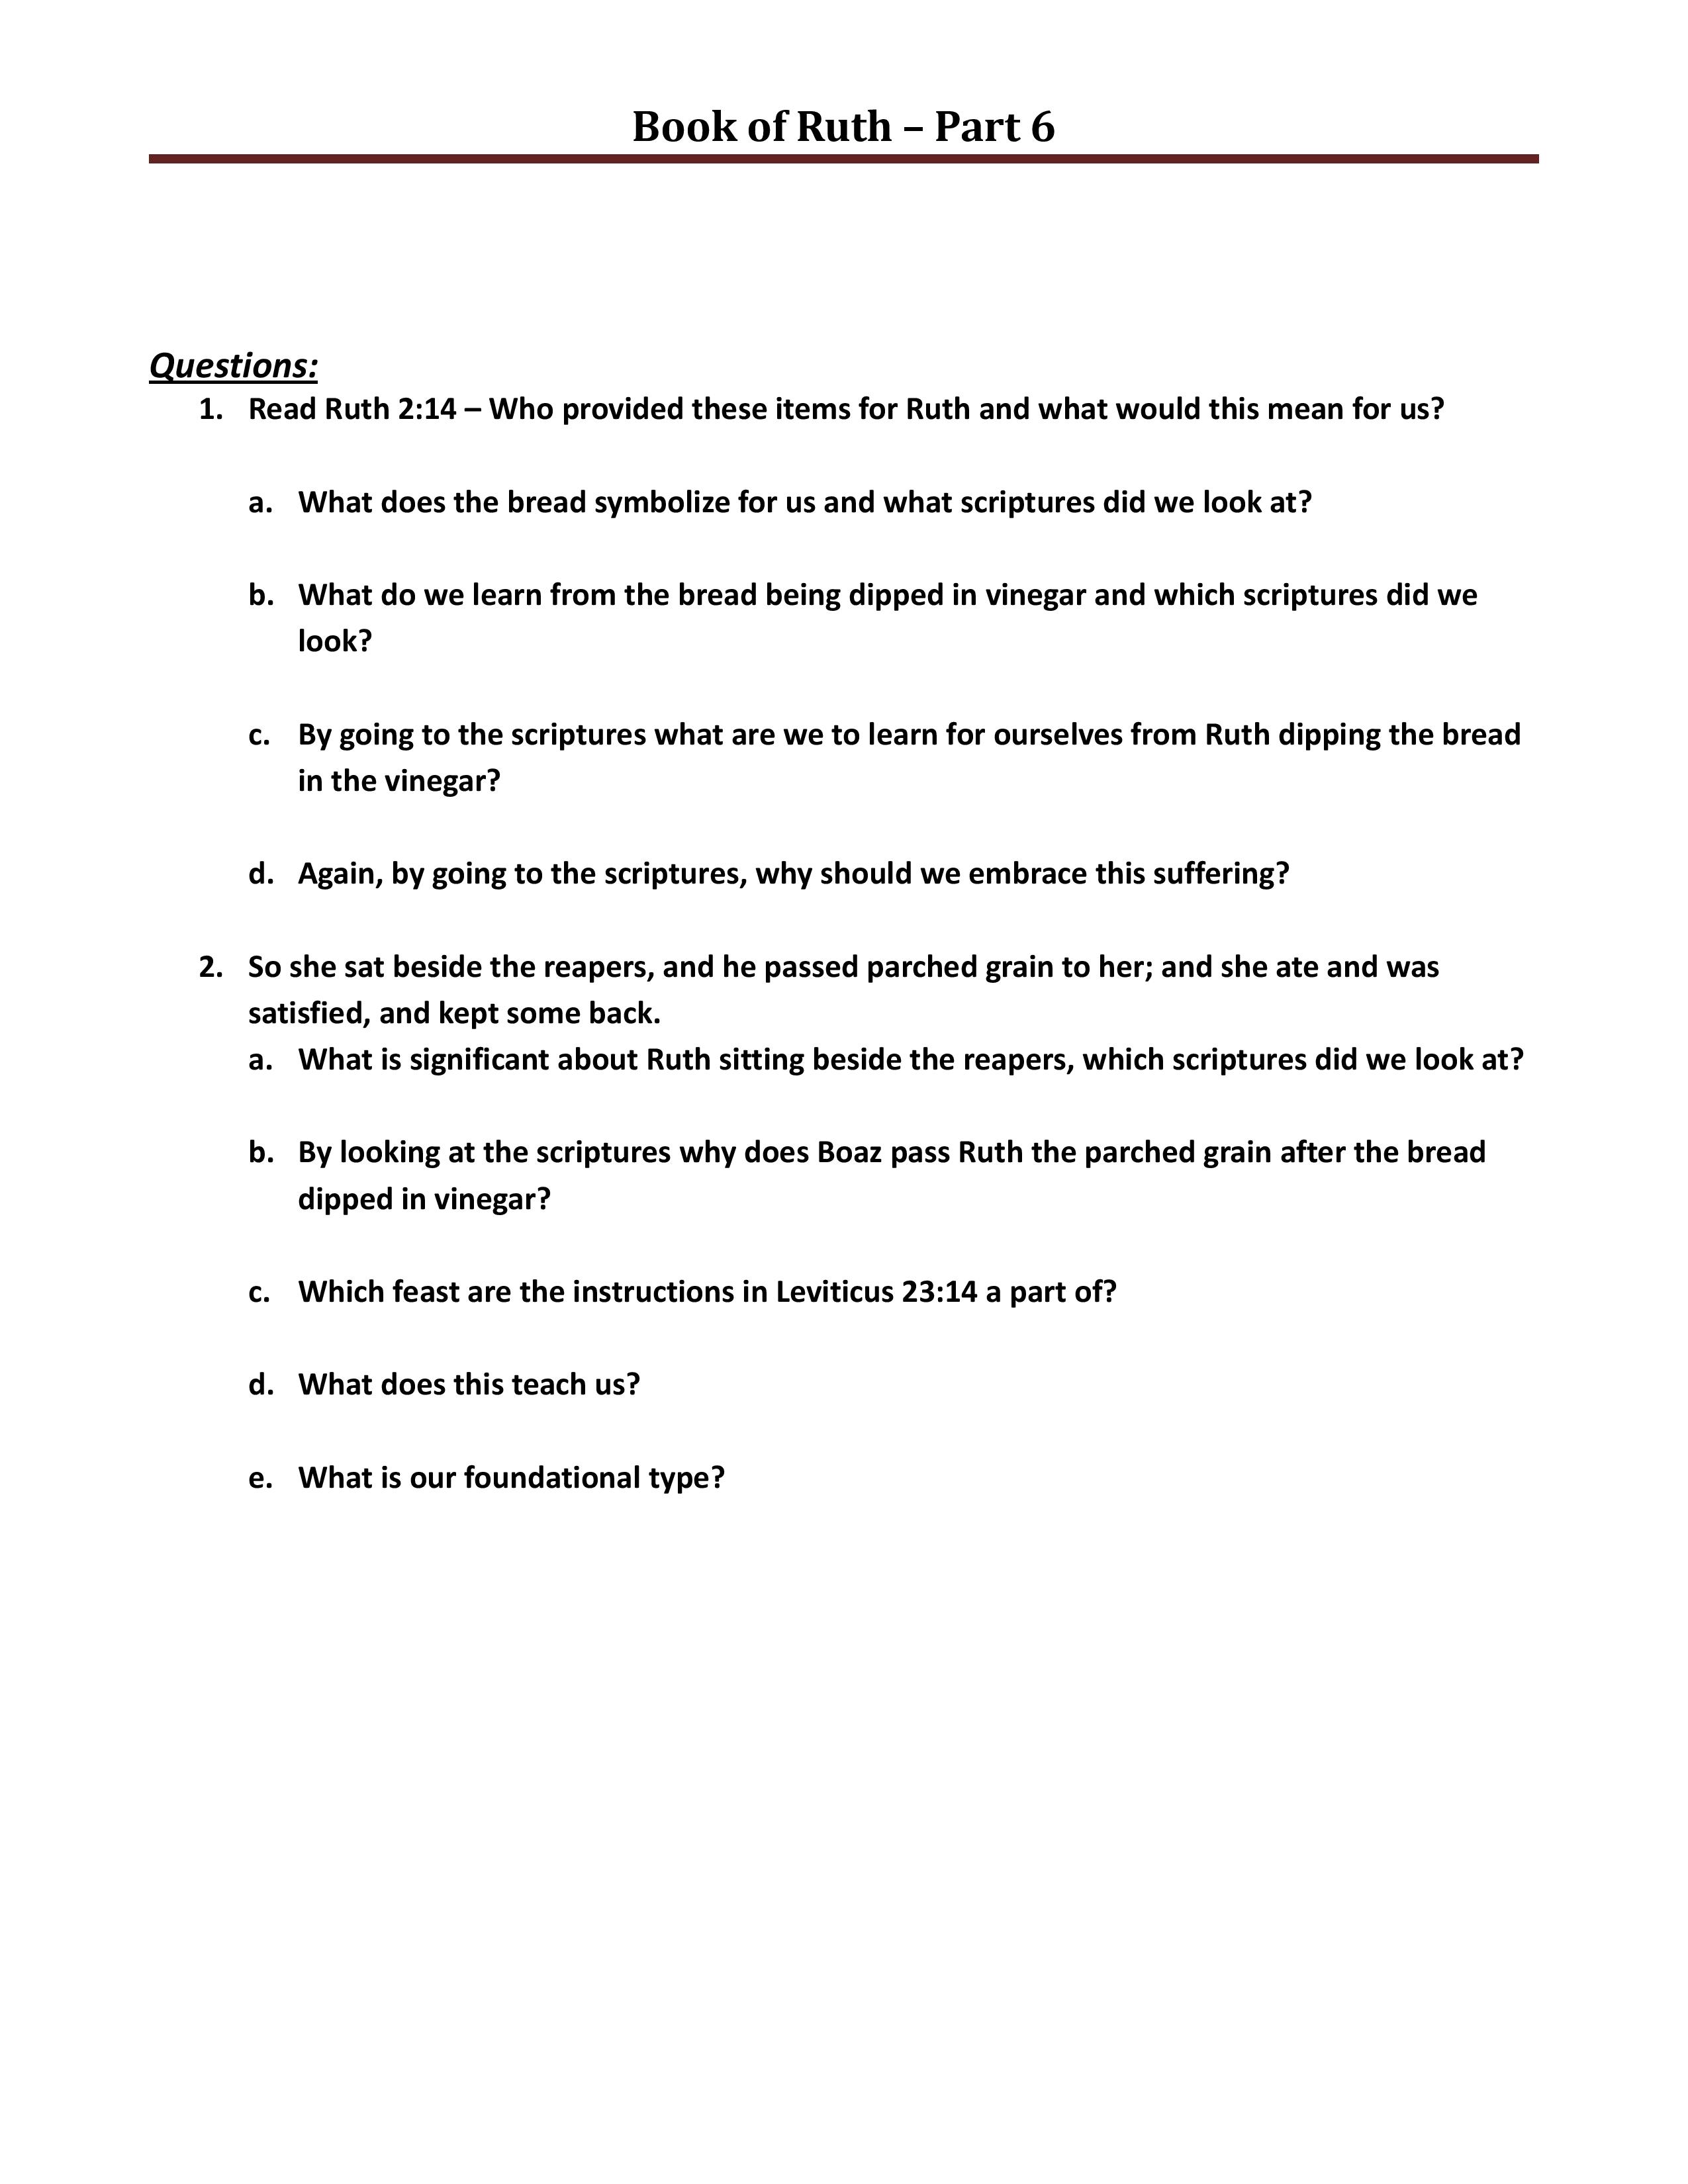 Book of Ruth – Part 6
Questions:
1. Read Ruth 2:14 – Who provided these items for Ruth and what would this mean for us?
a. What does the bread symbolize for us and what scriptures did we look at?
b. What do we learn from the bread being dipped in vinegar and which scriptures did we
look?
c. By going to the scriptures what are we to learn for ourselves from Ruth dipping the bread
in the vinegar?
d. Again, by going to the scriptures, why should we embrace this suffering?
2. So she sat beside the reapers, and he passed parched grain to her; and she ate and was
satisfied, and kept some back.
a. What is significant about Ruth sitting beside the reapers, which scriptures did we look at?
b. By looking at the scriptures why does Boaz pass Ruth the parched grain after the bread
dipped in vinegar?
c. Which feast are the instructions in Leviticus 23:14 a part of?
d. What does this teach us?
e. What is our foundational type?